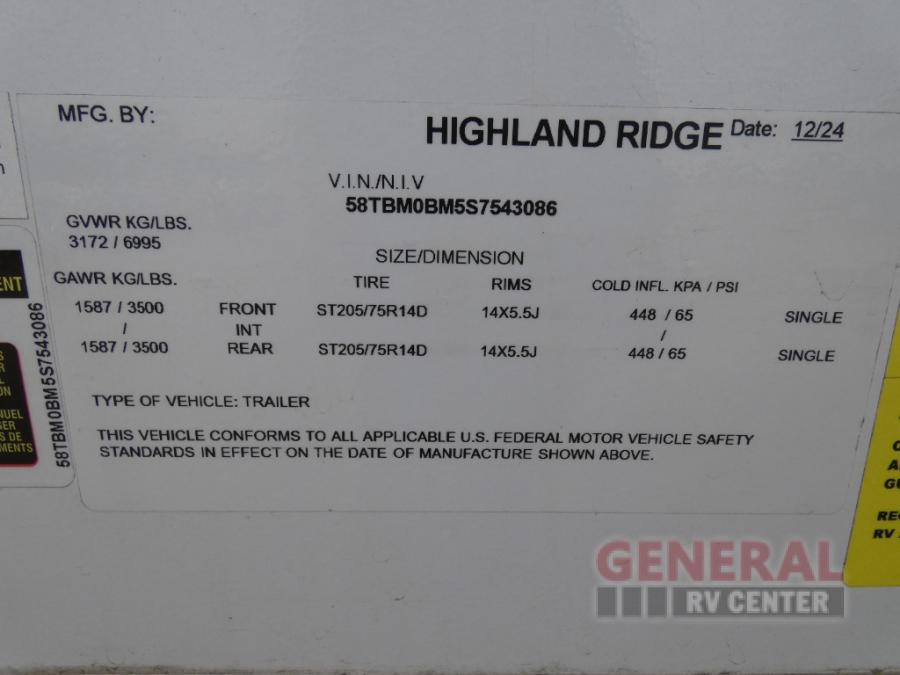 MFG. BY:
HIGHLAND RIDGE Date: 12/24
V.I.N./N.I.V
58TBM0BM5S7543086
GVWR KG/LBS.
3172 / 6995
SIZE/DIMENSION
GAWR KG/LBS. TIRE RIMS COLD INFL. KPA / PSI
1587 / 3500 FRONT ST205/75R14D 14X5.5J 448 / 65 SINGLE
/ INT /
1587 / 3500 REAR ST205/75R14D 14X5.5J 448 / 65 SINGLE
TYPE OF VEHICLE: TRAILER
THIS VEHICLE CONFORMS TO ALL APPLICABLE U.S. FEDERAL MOTOR VEHICLE SAFETY
STANDARDS IN EFFECT ON THE DATE OF MANUFACTURE SHOWN ABOVE.
58TBM0BM5S7543086
GENERAL
RV CENTER